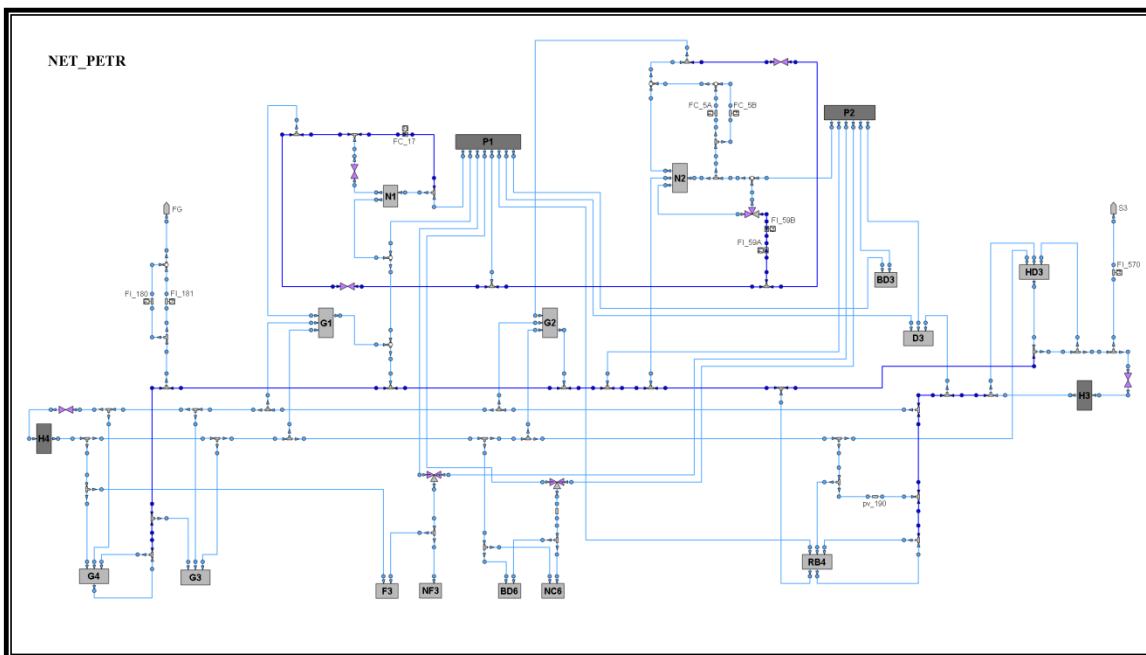 NET_PETR
FC_5A
FC_5B
P1
P2
FC_17
N2
N1
FG
S3
FI_59B
FI_59A
FI_570
HD3
BD3
FI_180
FI_181
G1
G2
D3
H3
H4
pv_190
RB4
G4
G3
F3
NF3
BD6
NC6